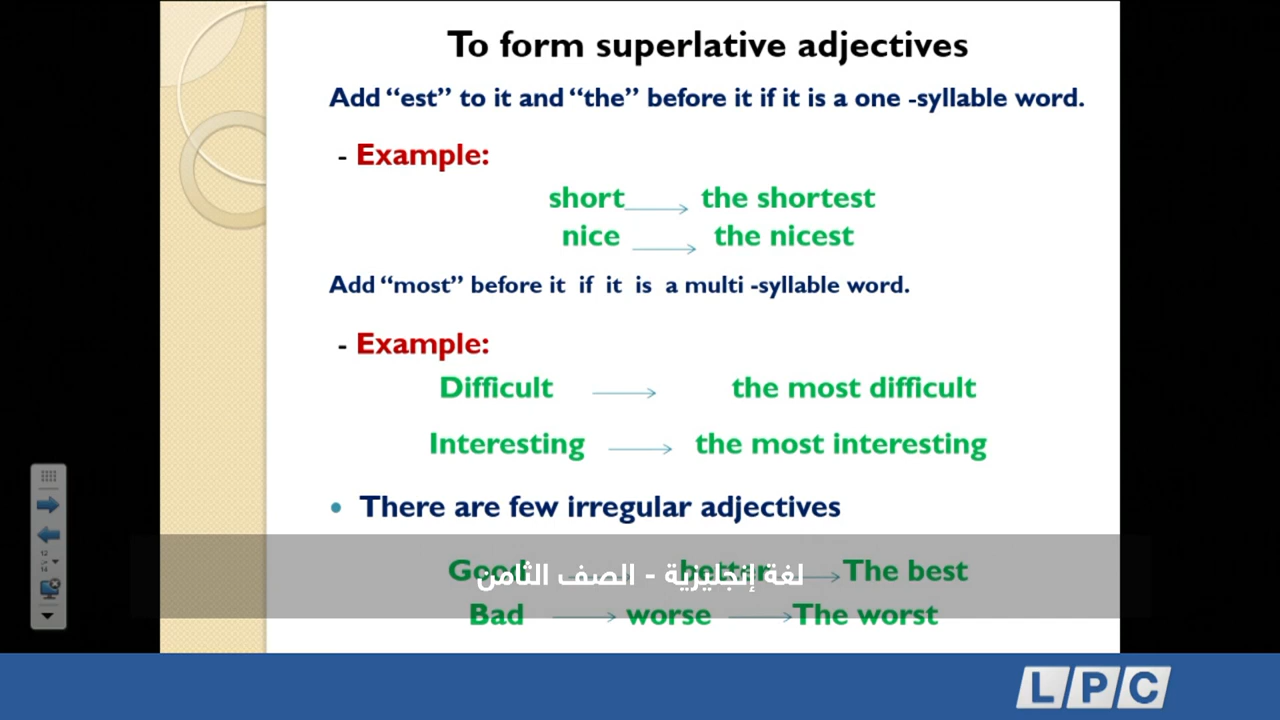 To form superlative adjectives
Add “est” to it and “the” before it if it is a one -syllable word.
- Example:
short the shortest
nice the nicest
Add “most” before it if it is a multi -syllable word.
- Example:
Difficult the most difficult
Interesting the most interesting
• There are few irregular adjectives
Good better The best
لغة إنجليزية - الصف الثامن
Bad worse The worst
LPC